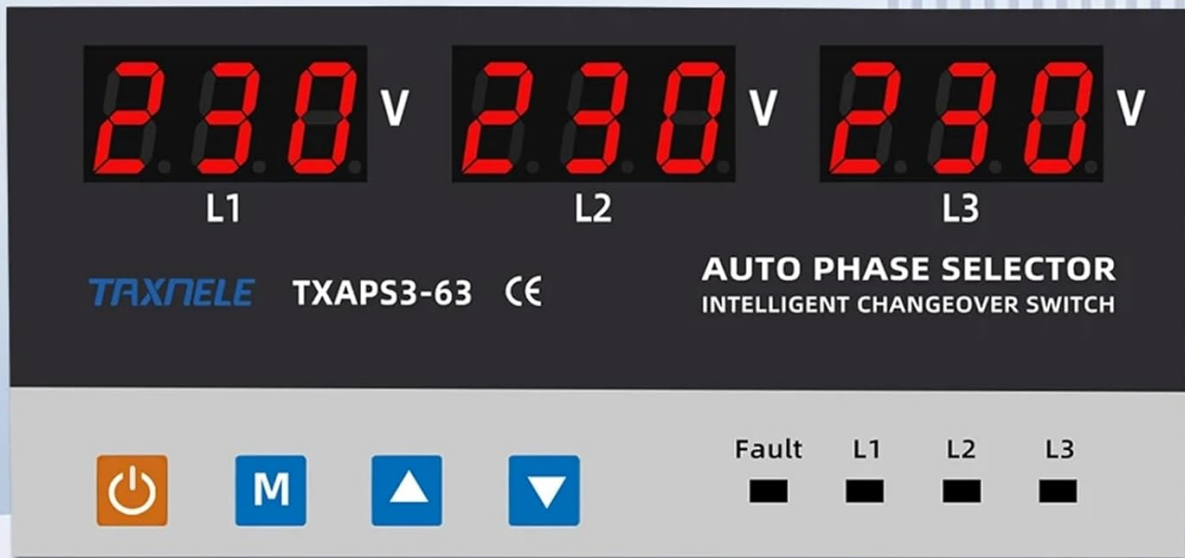 230 V 230 V 230 V
L1 L2 L3
TAXNELE TXAPS3-63 CE
AUTO PHASE SELECTOR
INTELLIGENT CHANGEOVER SWITCH
Fault L1 L2 L3
M